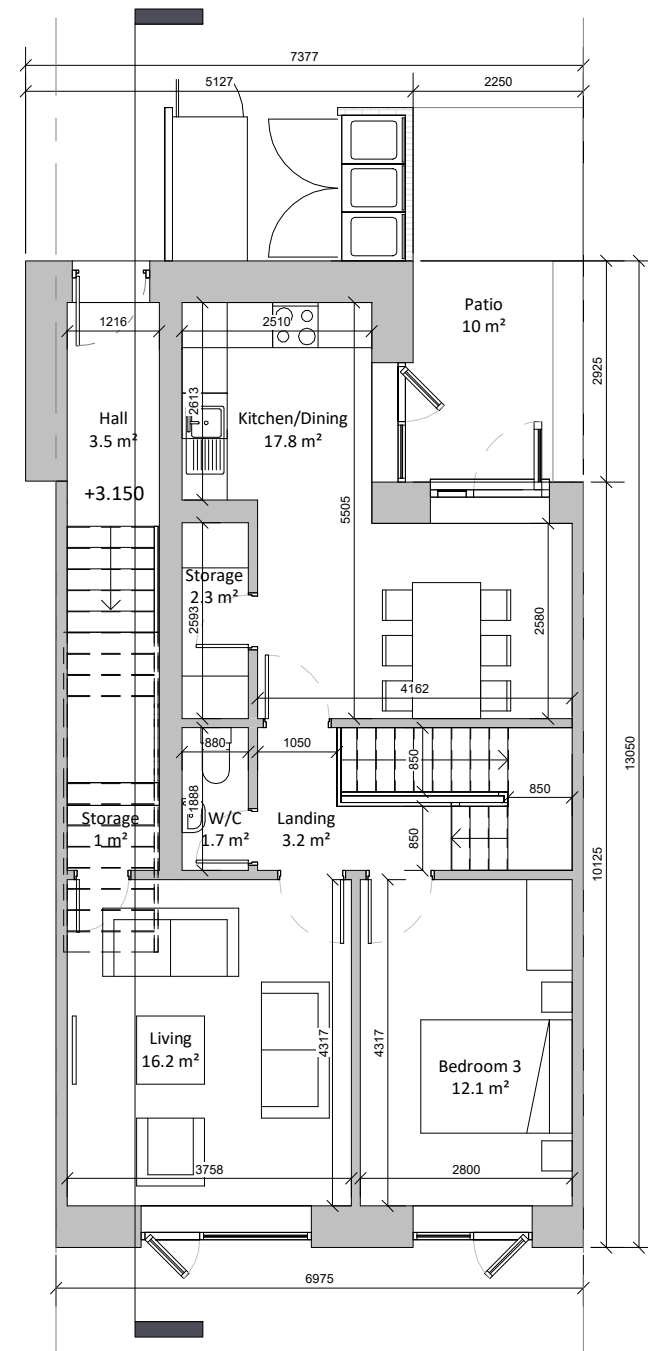 7377
5127
2250
Patio
10 m²
1216
2510
2925
2613
Hall
3.5 m²
Kitchen/Dining
17.8 m²
+3.150
5505
Storage
2.3 m²
2593
2580
4162
880
1050
850
850
13050
1888
Storage
1 m²
W/C
1.7 m²
Landing
3.2 m²
850
10125
Living
16.2 m²
4317
4317
Bedroom 3
12.1 m²
3758
2800
6975